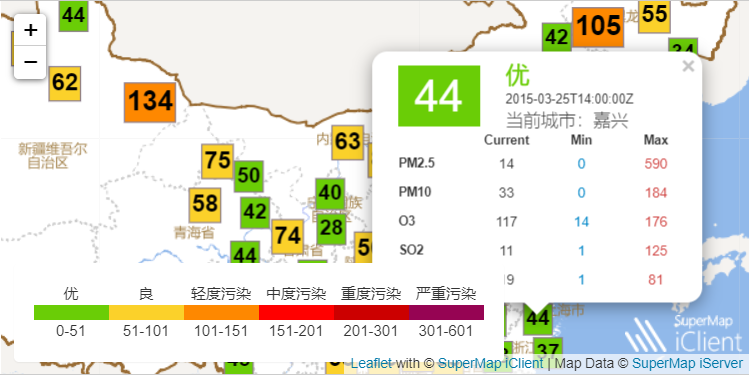 +
−
44
62
134
新疆维吾尔
自治区
75
50
58
42
青海省
44
74
63
40
28
42
105
55
×
44
优
2015-03-25T14:00:00Z
当前城市：嘉兴
Current Min Max
PM2.5 14 0 590
PM10 33 0 184
O3 117 14 176
SO2 11 1 125
19 1 81
优 良 轻度污染 中度污染 重度污染 严重污染
0-51 51-101 101-151 151-201 201-301 301-601
44
37
SuperMap
iClient
Leaflet with © SuperMap iClient | Map Data © SuperMap iServer